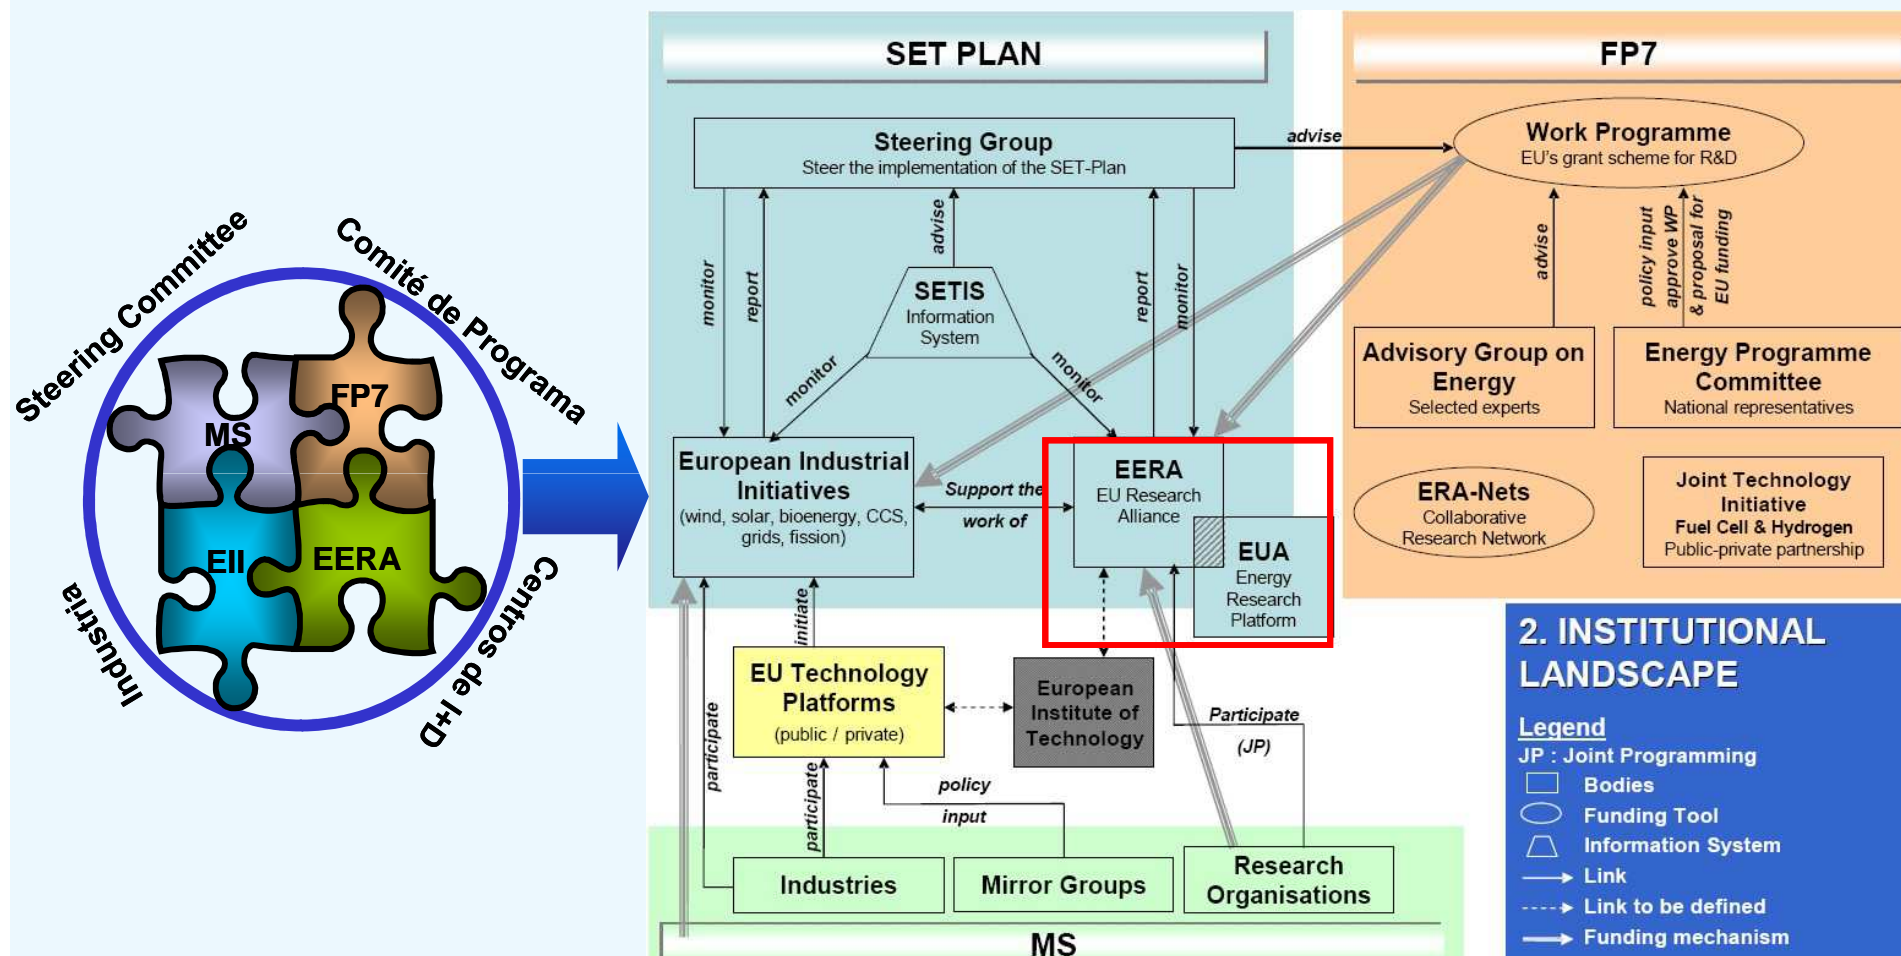 Steering Committee
Comité de Programa
MS
FP7
EII
EERA
Industria
Centros de I+D
SET PLAN
Steering Group
Steer the implementation of the SET-Plan
advise
monitor
report
advise
report
monitor
SETIS
Information
System
monitor
monitor
European Industrial
Initiatives
(wind, solar, bioenergy, CCS,
grids, fission)
Support the
work of
EERA
EU Research
Alliance
EUA
Energy
Research
Platform
initiate
participate
EU Technology
Platforms
(public / private)
European
Institute of
Technology
Participate
(JP)
participate
policy
input
Industries
Mirror Groups
Research
Organisations
MS
FP7
Work Programme
EU's grant scheme for R&D
advise
policy input
approve WP
& proposal for
EU funding
Advisory Group on
Energy
Selected experts
Energy Programme
Committee
National representatives
ERA-Nets
Collaborative
Research Network
Joint Technology
Initiative
Fuel Cell & Hydrogen
Public-private partnership
2. INSTITUTIONAL
LANDSCAPE
Legend
JP : Joint Programming
Bodies
Funding Tool
Information System
Link
Link to be defined
Funding mechanism